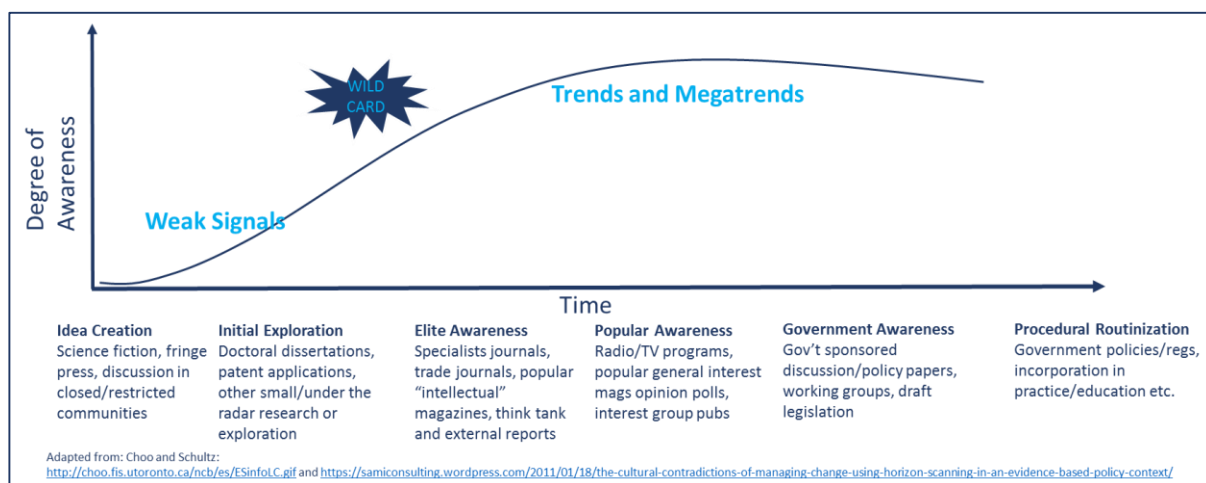 WILD
CARD
Trends and Megatrends
Weak Signals
Degree of
Awareness
Time
Idea Creation
Science fiction, fringe
press, discussion in
closed/restricted
communities
Initial Exploration
Doctoral dissertations,
patent applications,
other small/under the
radar research or
exploration
Elite Awareness
Specialists journals,
trade journals, popular
“intellectual”
magazines, think tank
and external reports
Popular Awareness
Radio/TV programs,
popular general interest
mags opinion polls,
interest group pubs
Government Awareness
Gov’t sponsored
discussion/policy papers,
working groups, draft
legislation
Procedural Routinization
Government policies/regs,
incorporation in
practice/education etc.
Adapted from: Choo and Schultz:
http://choo.fis.utoronto.ca/ncb/es/ESinfoLC.gif and https://samiconsulting.wordpress.com/2011/01/18/the-cultural-contradictions-of-managing-change-using-horizon-scanning-in-an-evidence-based-policy-context/